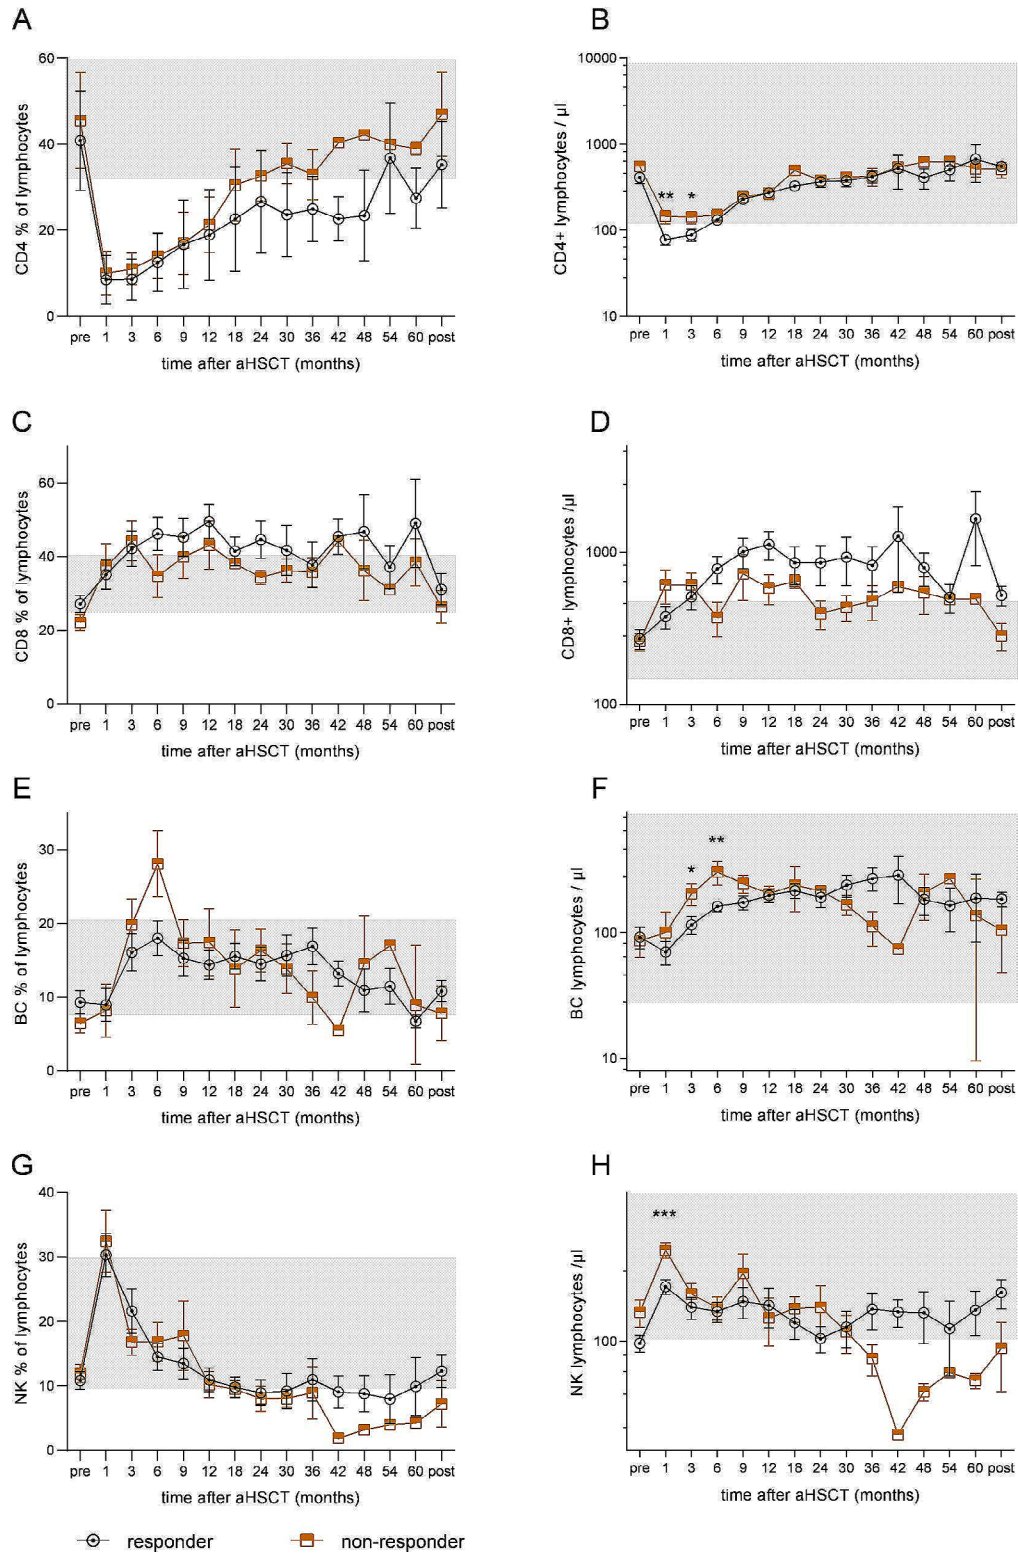 A
CD4 % of lymphocytes
60
40
20
0
pre 1 3 6 9 12 18 24 30 36 42 48 54 60 post
time after aHSCT (months)
B
CD4+ lymphocytes / µl
10000
1000
100
10
** *
pre 1 3 6 9 12 18 24 30 36 42 48 54 60 post
time after aHSCT (months)
C
CD8 % of lymphocytes
60
40
20
0
pre 1 3 6 9 12 18 24 30 36 42 48 54 60 post
time after aHSCT (months)
D
CD8+ lymphocytes /µl
1000
100
pre 1 3 6 9 12 18 24 30 36 42 48 54 60 post
time after aHSCT (months)
E
BC % of lymphocytes
30
20
10
0
pre 1 3 6 9 12 18 24 30 36 42 48 54 60 post
time after aHSCT (months)
F
BC lymphocytes / µl
100
10
* **
pre 1 3 6 9 12 18 24 30 36 42 48 54 60 post
time after aHSCT (months)
G
NK % of lymphocytes
40
30
20
10
0
pre 1 3 6 9 12 18 24 30 36 42 48 54 60 post
time after aHSCT (months)
H
NK lymphocytes /µl
100
***
pre 1 3 6 9 12 18 24 30 36 42 48 54 60 post
time after aHSCT (months)
responder non-responder